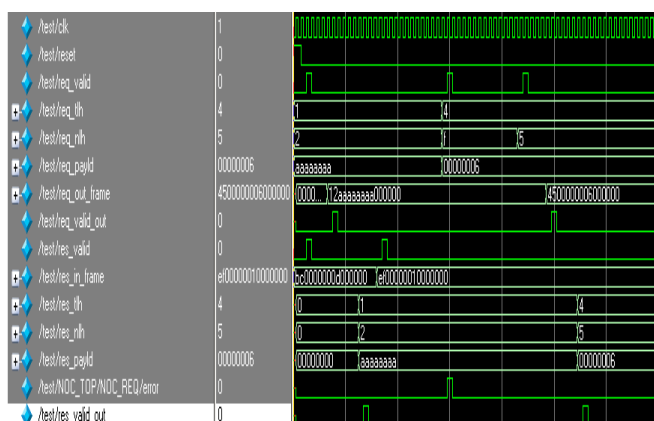 /test/clk 1
/test/reset 0
/test/req_valid 0
/test/req_tlh 4 1 4
/test/req_nlh 5 2 f 5
/test/req_payld 00000006 aaaaaaaa 00000006
/test/req_out_frame 4500000006000000 0000... 12aaaaaaaa000000 4500000006000000
/test/req_valid_out 0
/test/res_valid 0
/test/res_in_frame ef00000010000000 bc0000000d000000 ef00000010000000
/test/res_tlh 4 0 1 4
/test/res_nlh 5 0 2 5
/test/res_payld 00000006 00000000 aaaaaaaa 00000006
/test/NOC_TOP/NOC_REQ/error 0
/test/res_valid_out 0